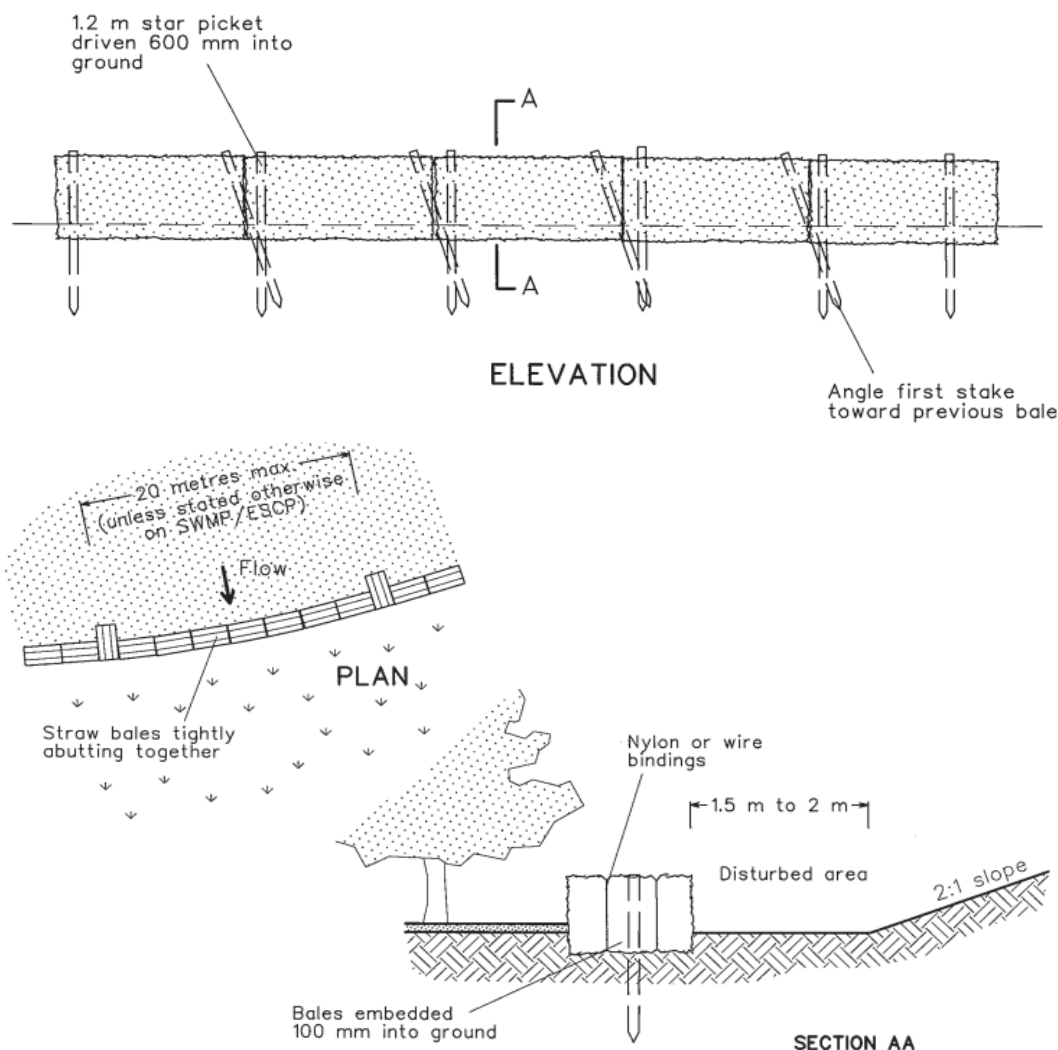 1.2 m star picket
driven 600 mm into
ground
A
A
ELEVATION
Angle first stake
toward previous bale
20 metres max.
(unless stated otherwise
on SWMP/ESCP)
Flow
PLAN
Straw bales tightly
abutting together
Nylon or wire
bindings
1.5 m to 2 m
Disturbed area
2:1 slope
Bales embedded
100 mm into ground
SECTION AA